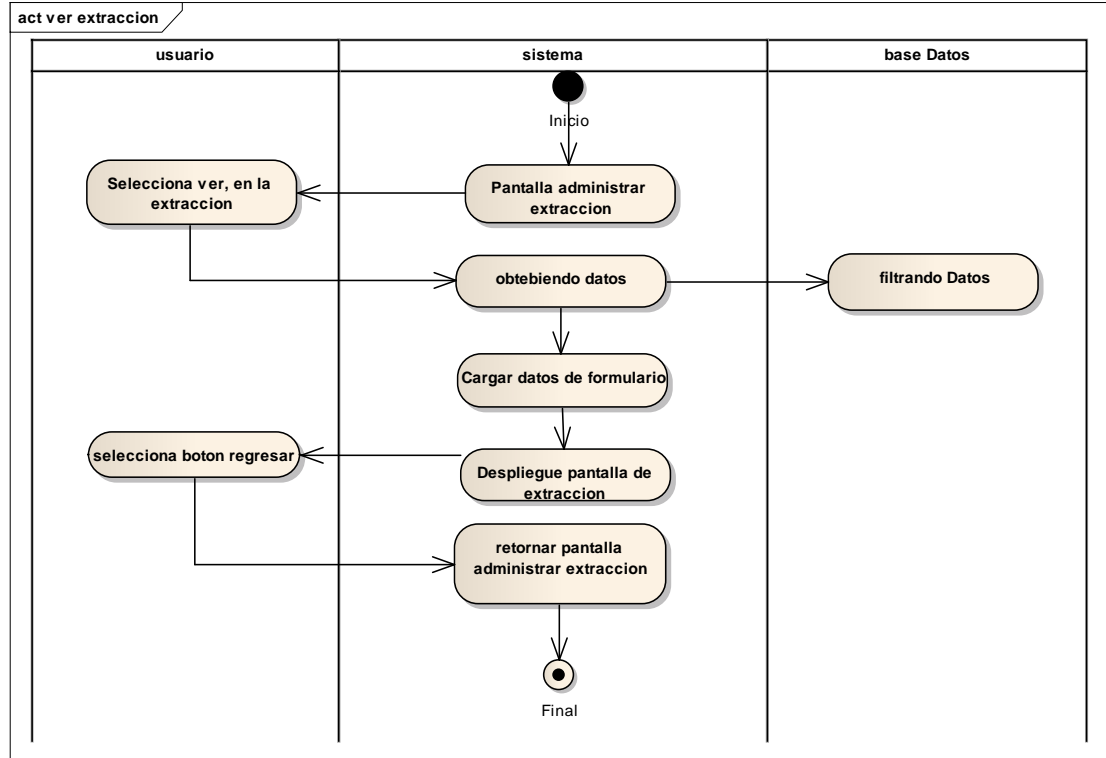 act ver extraccion
usuario
sistema
base Datos
Inicio
Selecciona ver, en la
extraccion
Pantalla administrar
extraccion
obtebiendo datos
filtrando Datos
Cargar datos de formulario
selecciona boton regresar
Despliegue pantalla de
extraccion
retornar pantalla
administrar extraccion
Final